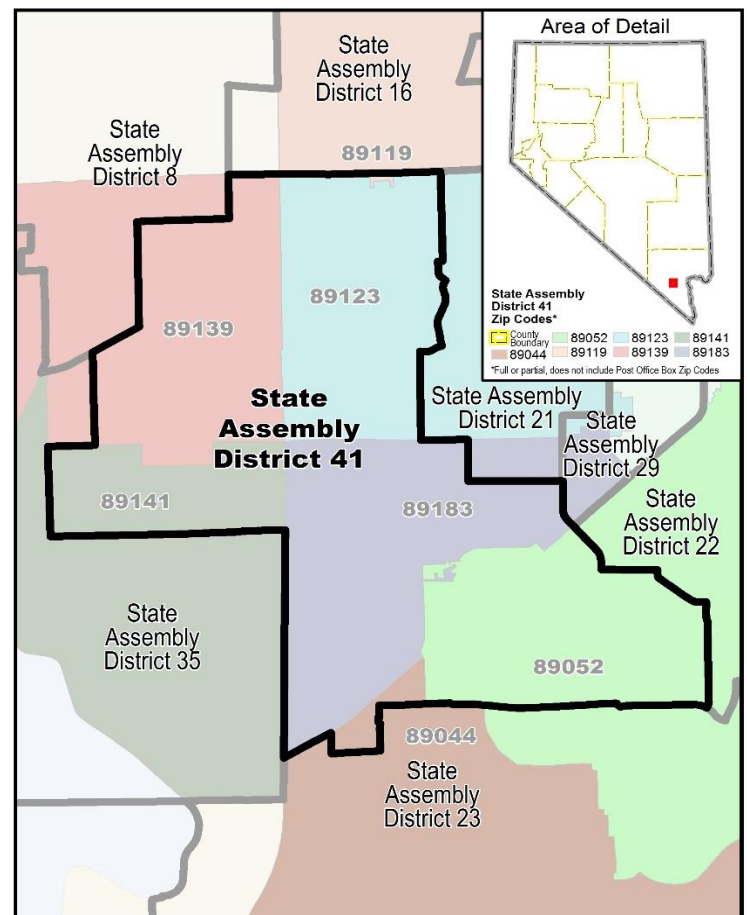 State
Assembly
District 16
State
Assembly
District 8
89119
89123
89139
State
Assembly
District 41
State Assembly
District 21
State
Assembly
District 29
89141
89183
State
Assembly
District 22
State
Assembly
District 35
89052
89044
State
Assembly
District 23
Area of Detail
State Assembly
District 41
Zip Codes*
County
Boundary
89052
89123
89141
89044
89119
89139
89183
*Full or partial, does not include Post Office Box Zip Codes